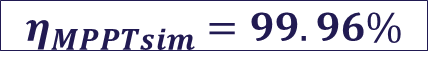 η_MPPTsim = 99.96%